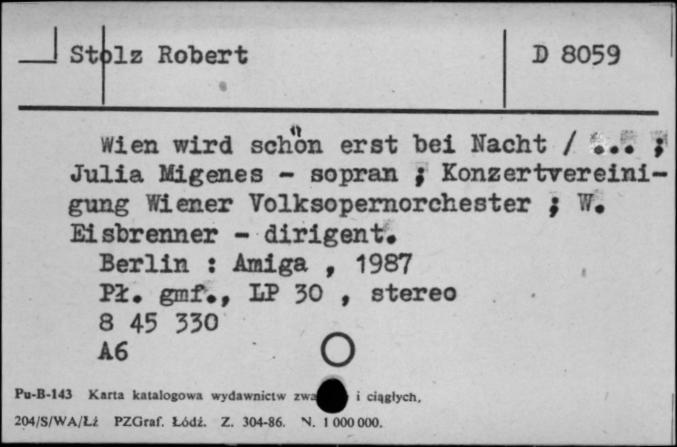 Stolz Robert D 8059
Wien wird schön erst bei Nacht / ... ;
Julia Migenes - sopran ; Konzertvereini-
gung Wiener Volksopernorchester ; W.
Eisbrenner - dirigent.
Berlin : Amiga , 1987
Pł. gmf., LP 30 , stereo
8 45 330
A6
Pu-B-143 Karta katalogowa wydawnictw i ciągłych,
204/S/WA/Łź PZGraf. Łódź. Z. 304-86. N. 1 000 000.